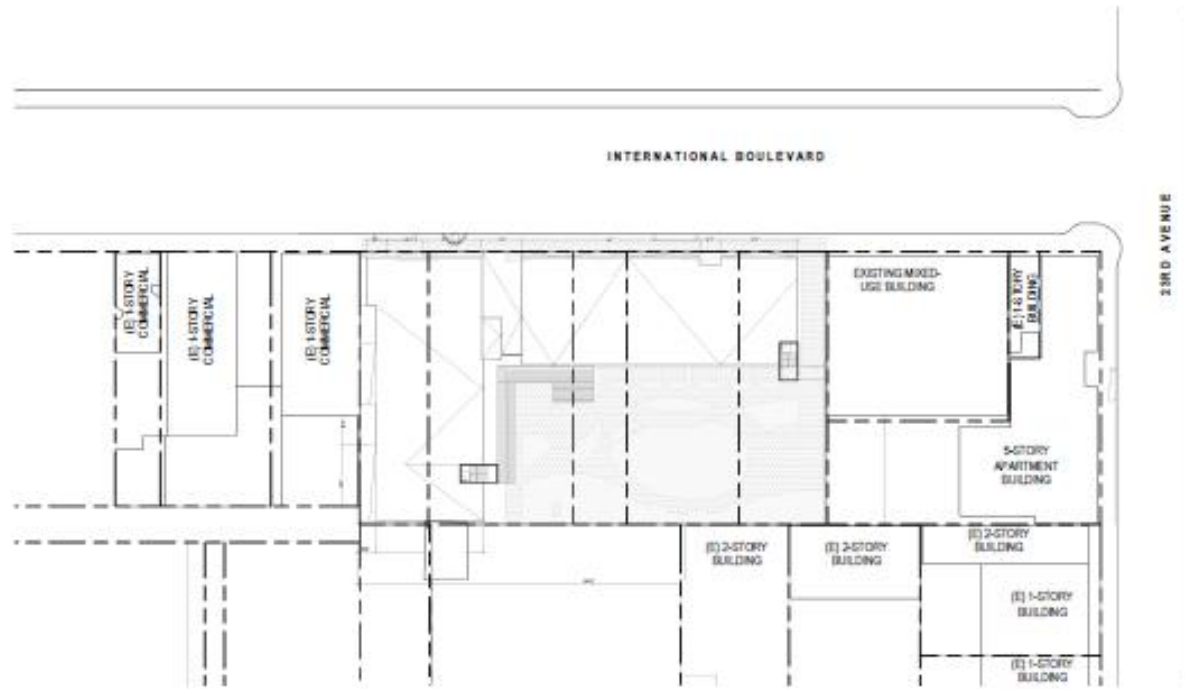 INTERNATIONAL BOULEVARD
23RD AVENUE
(E) 1-STORY
COMMERCIAL
(E) 1-STORY
COMMERCIAL
(E) 1-STORY
COMMERCIAL
EXISTING MIXED-
USE BUILDING
(E) 1-STORY
BUILDING
5-STORY
APARTMENT
BUILDING
(E) 2-STORY
BUILDING
(E) 2-STORY
BUILDING
(E) 2-STORY
BUILDING
(E) 1-STORY
BUILDING
(E) 1-STORY
BUILDING